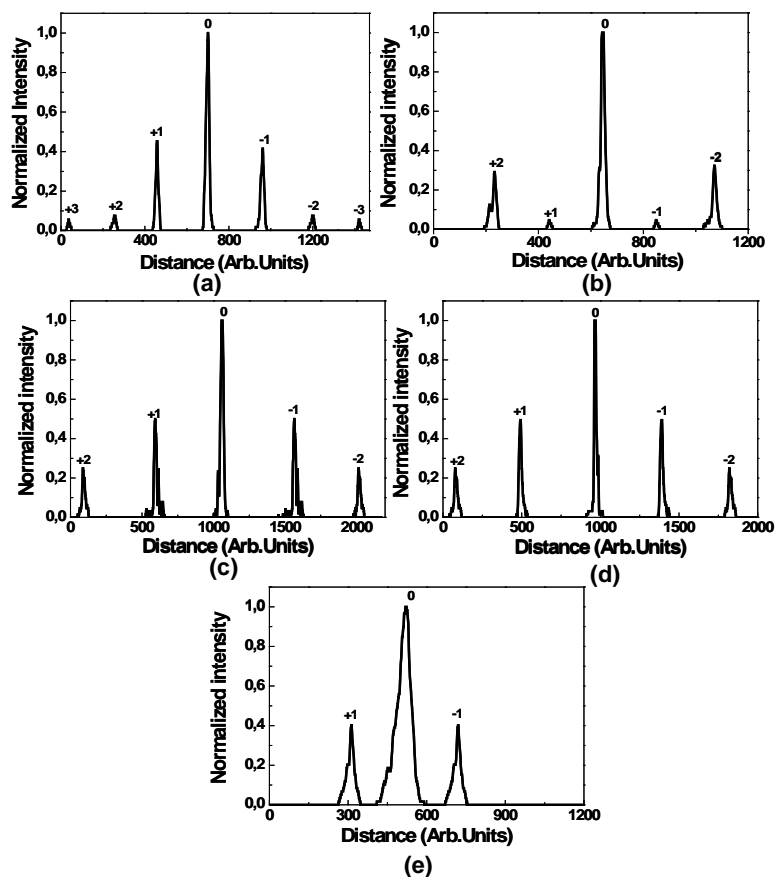 Normalized Intensity
1,0
0,8
0,6
0,4
0,2
0,0
0
+1
-1
+3
+2
-2
-3
0 400 800 1200
Distance (Arb.Units)
(a)
Normalized intensity
1,0
0,8
0,6
0,4
0,2
0,0
0
+2
-2
+1
-1
0 400 800 1200
Distance (Arb.Units)
(b)
Normalized intensity
1,0
0,8
0,6
0,4
0,2
0,0
0
+1
-1
+2
-2
0 500 1000 1500 2000
Distance (Arb.Units)
(c)
Normalized intensity
1,0
0,8
0,6
0,4
0,2
0,0
0
+1
-1
+2
-2
0 500 1000 1500 2000
Distance (Arb.Units)
(d)
Normalized intensity
1,0
0,8
0,6
0,4
0,2
0,0
0
+1
-1
0 300 600 900 1200
Distance (Arb.Units)
(e)